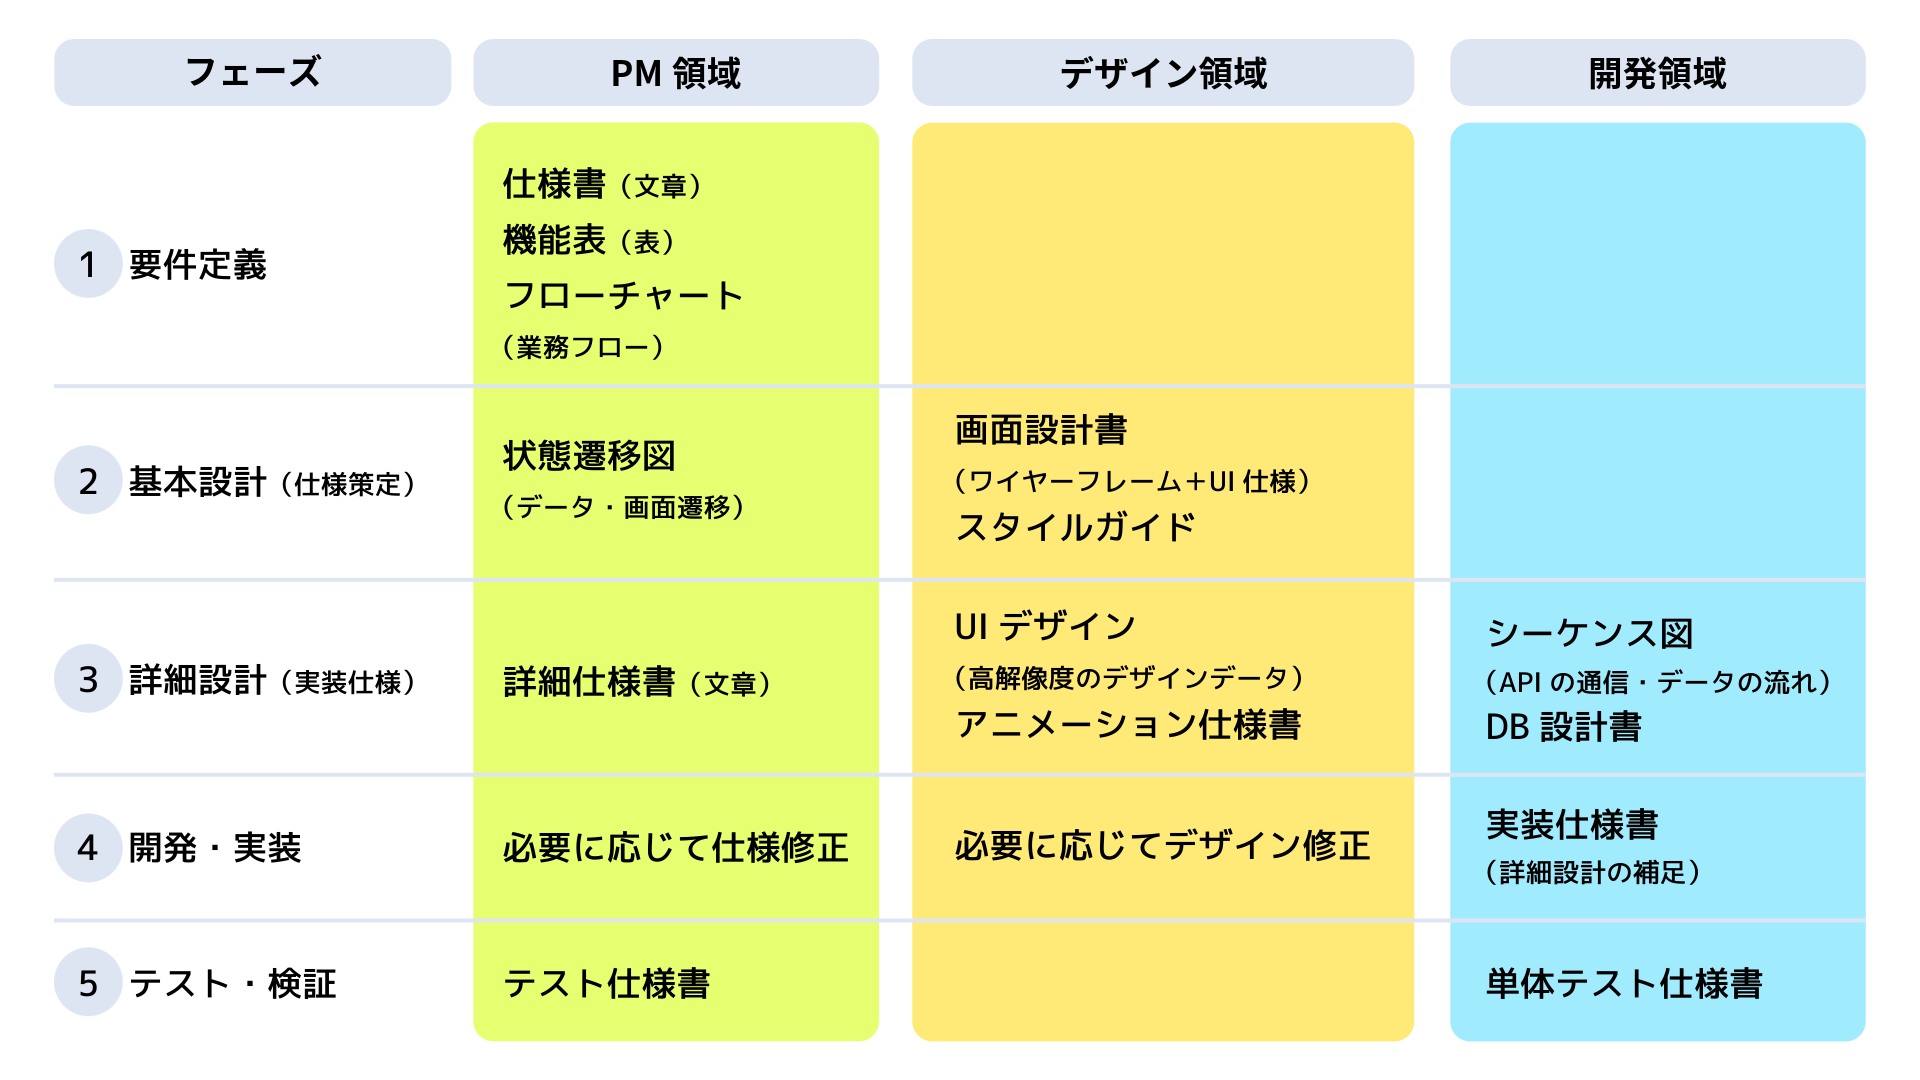 フェーズ
PM 領域
デザイン領域
開発領域
1 要件定義
仕様書（文章）
機能表（表）
フローチャート
（業務フロー）
2 基本設計（仕様策定）
状態遷移図
（データ・画面遷移）
画面設計書
（ワイヤーフレーム＋UI 仕様）
スタイルガイド
3 詳細設計（実装仕様）
詳細仕様書（文章）
UI デザイン
（高解像度のデザインデータ）
アニメーション仕様書
シーケンス図
（API の通信・データの流れ）
DB 設計書
4 開発・実装
必要に応じて仕様修正
必要に応じてデザイン修正
実装仕様書
（詳細設計の補足）
5 テスト・検証
テスト仕様書
単体テスト仕様書